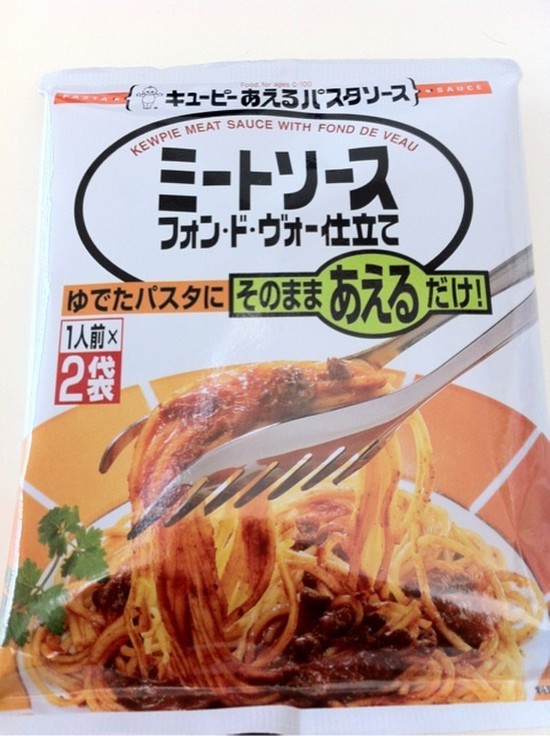 Food, for ages 0-100
PASTA
キューピーあえるパスタソース
SAUCE
KEWPIE MEAT SAUCE WITH FOND DE VEAU
ミートソース
フォン・ド・ヴォー仕立て
ゆでたパスタに そのまま あえる だけ!
1人前×
2袋